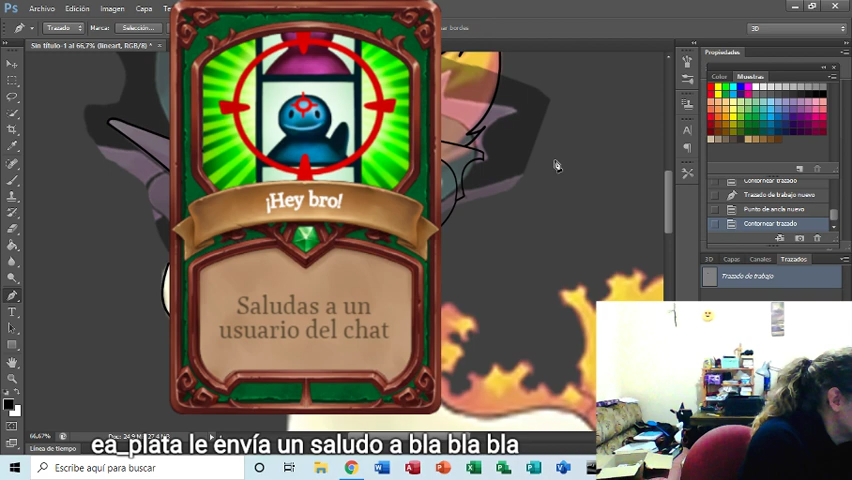 Archivo Edición Imagen Capa
Trazado Marca: Selección... 3D
Sin título-1 al 66,7% (lineart, RGB/8) *
Propiedades
Color Muestras
¡Hey bro!
Contornear trazado
Trazado de trabajo nuevo
Punto de ancla nuevo
Contornear trazado
3D Capas Canales Trazados
Trazado de trabajo
Saludas a un
usuario del chat
66,67%
ea_plata le envía un saludo a bla bla bla
Línea de tiempo
Escribe aquí para buscar